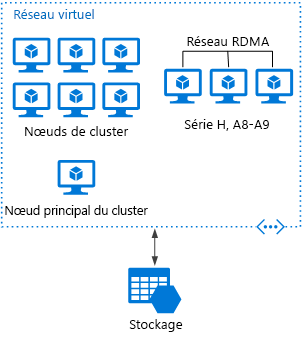 Réseau virtuel
Réseau RDMA
Nœuds de cluster
Série H, A8-A9
Nœud principal du cluster
Stockage